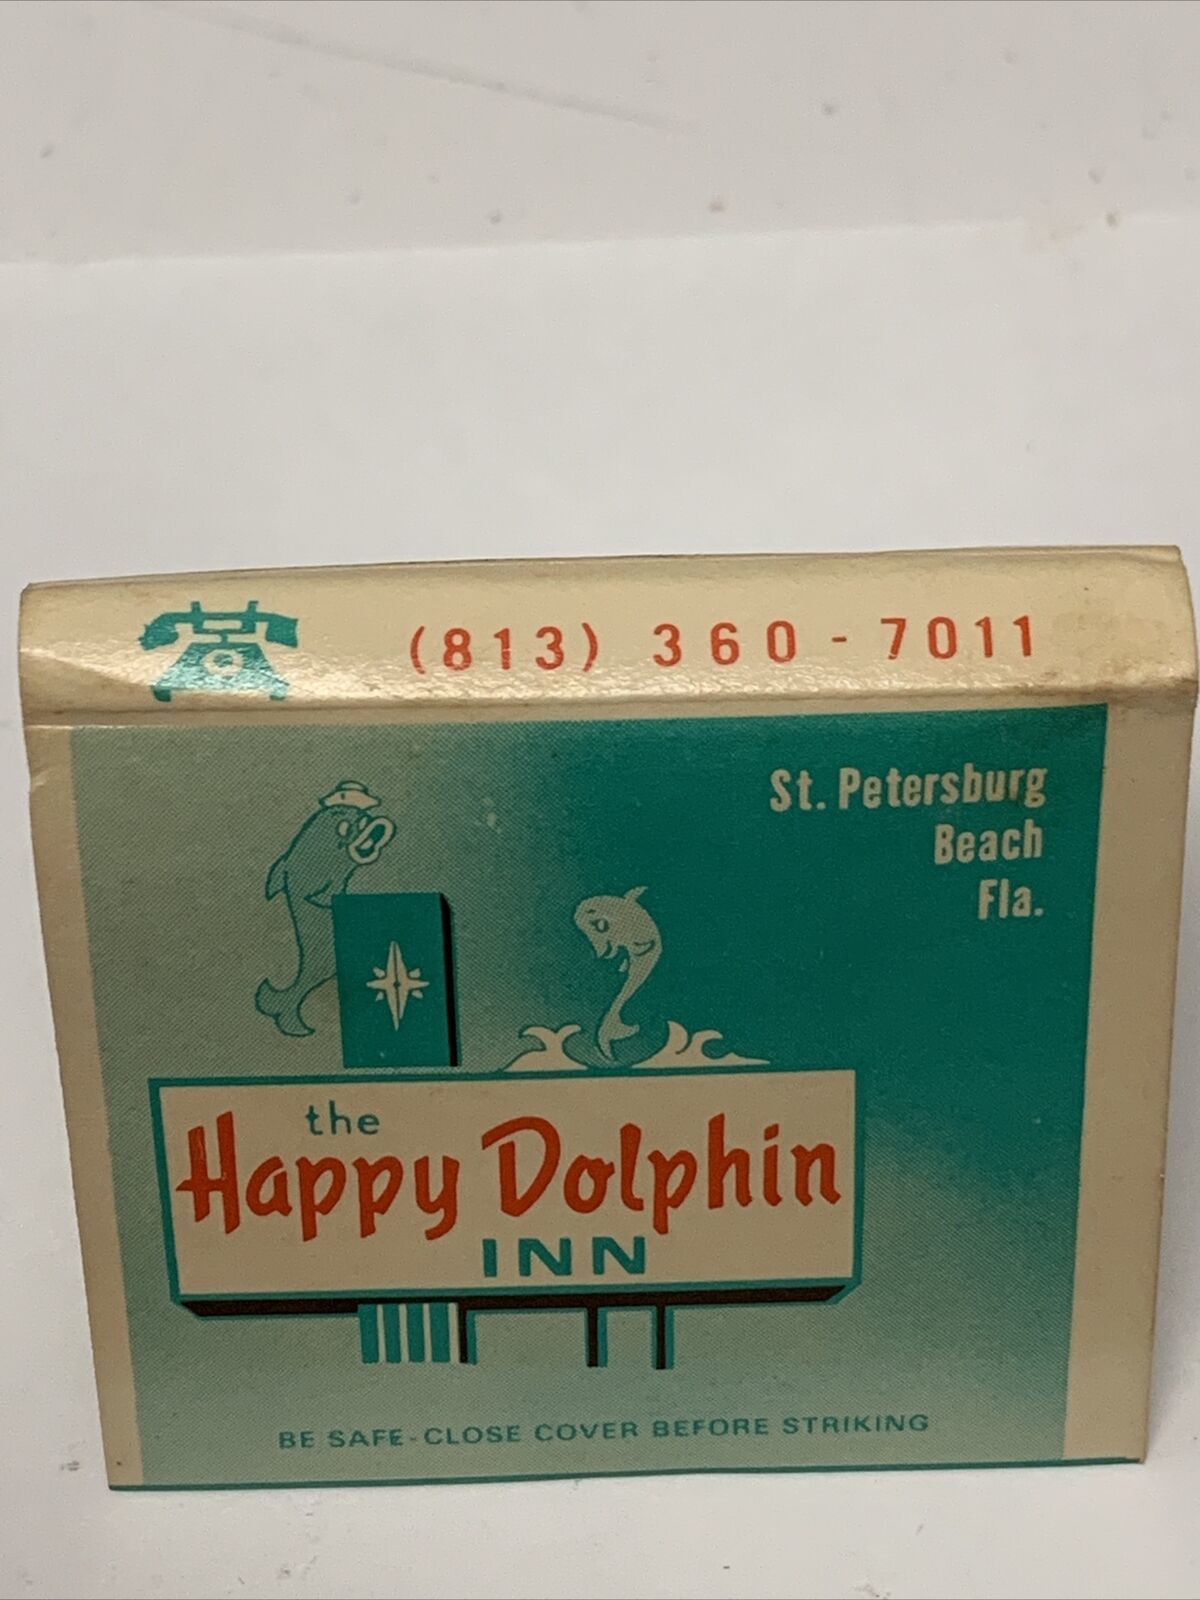 (813) 360-7011
St. Petersburg
Beach
Fla.
the
Happy Dolphin
INN
BE SAFE-CLOSE COVER BEFORE STRIKING